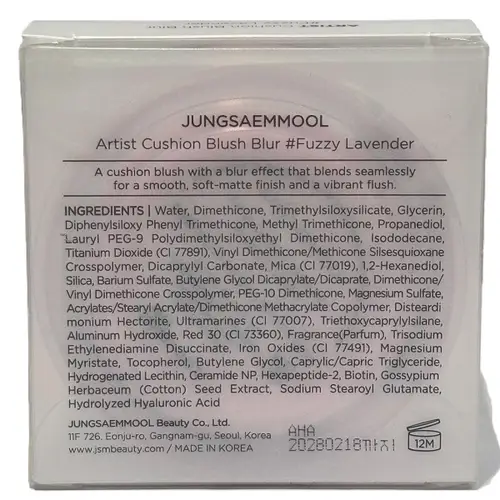 ARTIST Cushion Blush Blur
Fuzzy Lavender
JUNGSAEMMOOL
Artist Cushion Blush Blur #Fuzzy Lavender
A cushion blush with a blur effect that blends seamlessly
for a smooth, soft-matte finish and a vibrant flush.
INGREDIENTS | Water, Dimethicone, Trimethylsiloxysilicate, Glycerin,
Diphenylsiloxy Phenyl Trimethicone, Methyl Trimethicone, Propanediol,
Lauryl PEG-9 Polydimethylsiloxyethyl Dimethicone, Isododecane,
Titanium Dioxide (CI 77891), Vinyl Dimethicone/Methicone Silsesquioxane
Crosspolymer, Dicaprylyl Carbonate, Mica (CI 77019), 1,2-Hexanediol,
Silica, Barium Sulfate, Butylene Glycol Dicaprylate/Dicaprate, Dimethicone/
Vinyl Dimethicone Crosspolymer, PEG-10 Dimethicone, Magnesium Sulfate,
Acrylates/Stearyl Acrylate/Dimethicone Methacrylate Copolymer, Disteardi
monium Hectorite, Ultramarines (CI 77007), Triethoxycaprylylsilane,
Aluminum Hydroxide, Red 30 (CI 73360), Fragrance(Parfum), Trisodium
Ethylenediamine Disuccinate, Iron Oxides (CI 77491), Magnesium
Myristate, Tocopherol, Butylene Glycol, Caprylic/Capric Triglyceride,
Hydrogenated Lecithin, Ceramide NP, Hexapeptide-2, Biotin, Gossypium
Herbaceum (Cotton) Seed Extract, Sodium Stearoyl Glutamate,
Hydrolyzed Hyaluronic Acid
JUNGSAEMMOOL Beauty Co., Ltd.
11F 726. Eonju-ro, Gangnam-gu, Seoul, Korea
www.jsmbeauty.com / MADE IN KOREA
AHA
20280218까지
12M